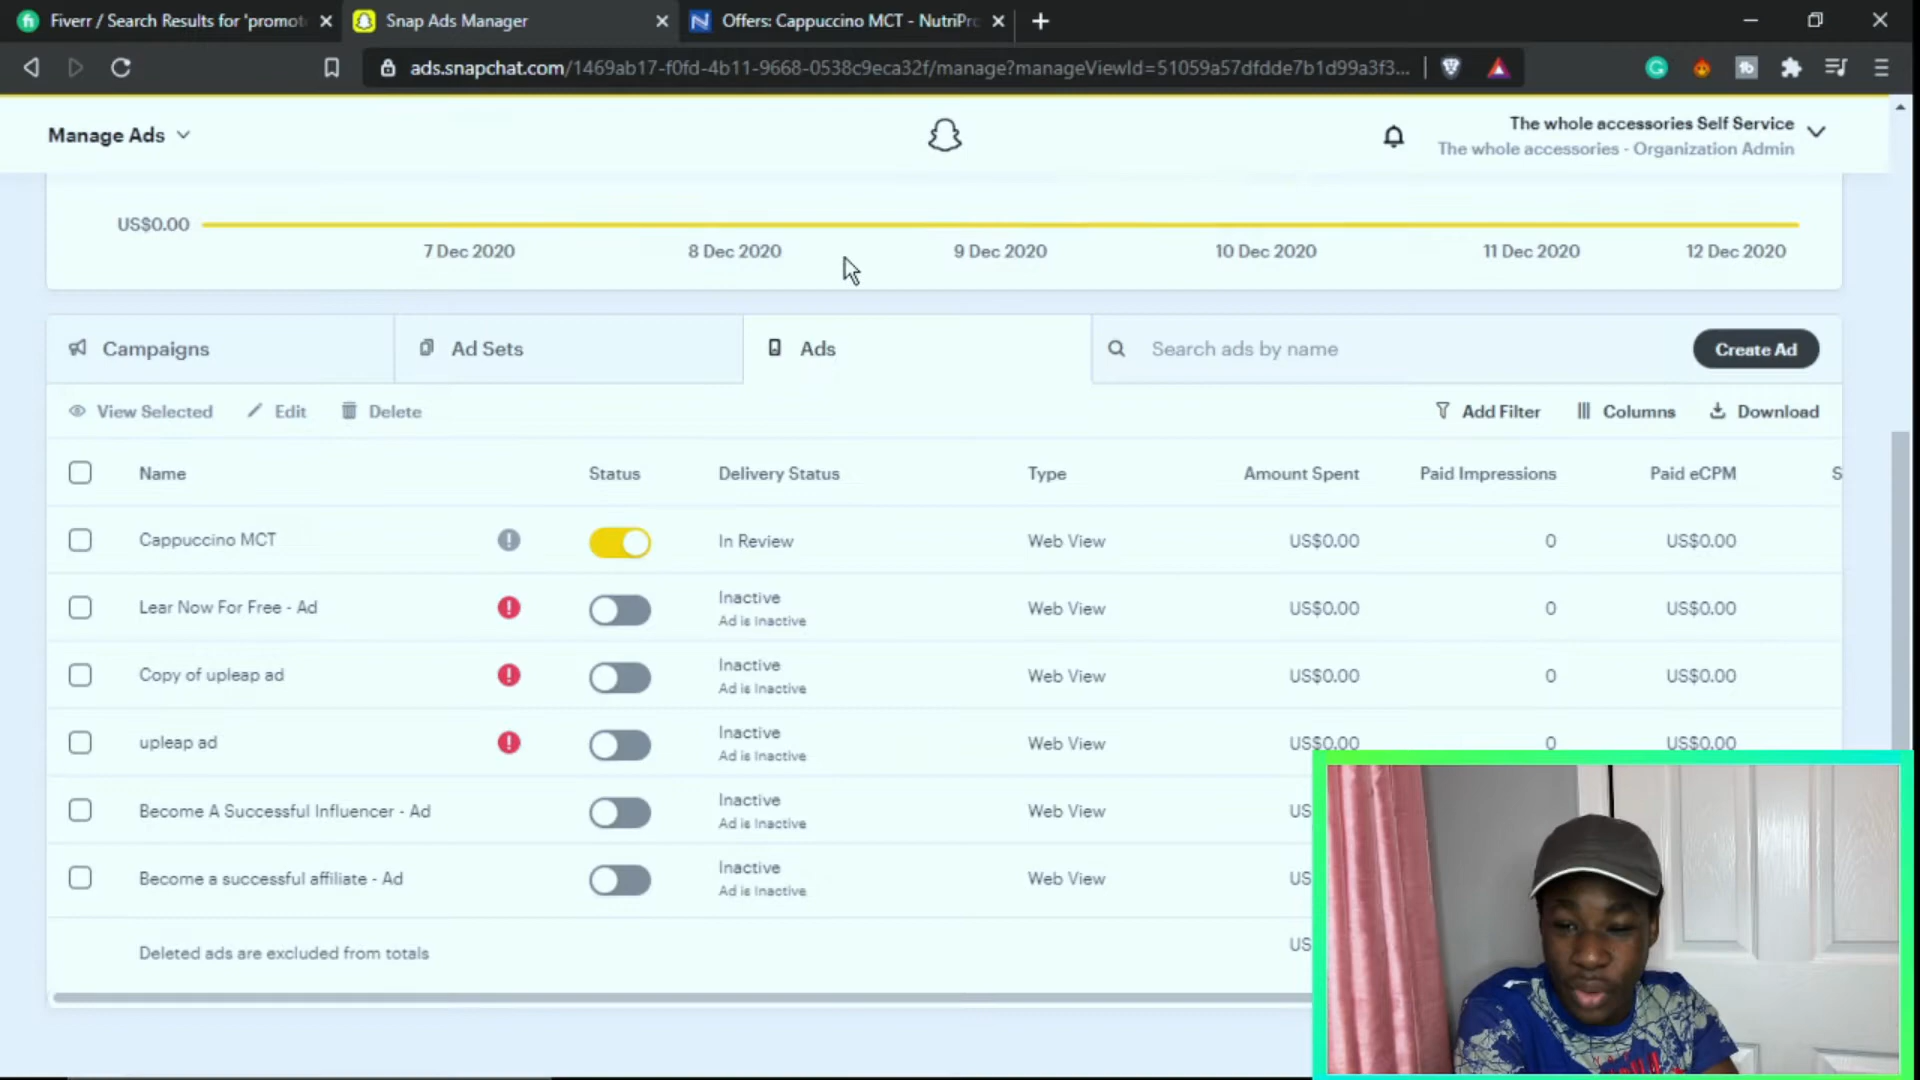 Fiverr / Search Results for 'promot
Snap Ads Manager
Offers: Cappuccino MCT - NutriPro
ads.snapchat.com/1469ab17-f0fd-4b11-9668-0538c9eca32f/manage?manageViewId=51059a57dfdde7b1d99a3f3...
Manage Ads
The whole accessories Self Service
The whole accessories - Organization Admin
US$0.00
7 Dec 2020 8 Dec 2020 9 Dec 2020 10 Dec 2020 11 Dec 2020 12 Dec 2020
Campaigns Ad Sets Ads Search ads by name Create Ad
View Selected Edit Delete Add Filter Columns Download
Name Status Delivery Status Type Amount Spent Paid Impressions Paid eCPM S
Cappuccino MCT In Review Web View US$0.00 0 US$0.00
Lear Now For Free - Ad Inactive Web View US$0.00 0 US$0.00
Ad is Inactive
Copy of upleap ad Inactive Web View US$0.00 0 US$0.00
Ad is Inactive
upleap ad Inactive Web View US$0.00 0 US$0.00
Ad is Inactive
Become A Successful Influencer - Ad Inactive Web View US
Ad is Inactive
Become a successful affiliate - Ad Inactive Web View US
Ad is Inactive
Deleted ads are excluded from totals US